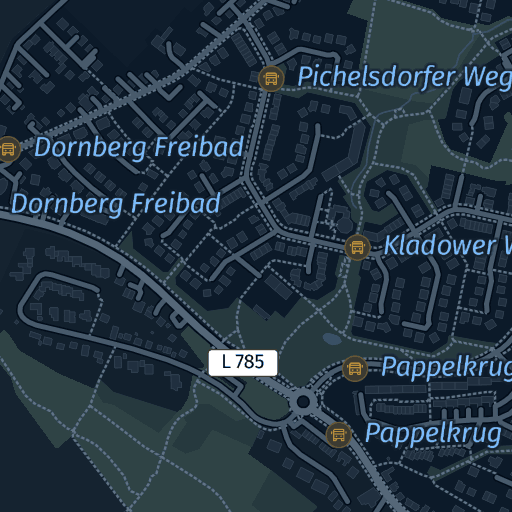 Pichelsdorfer Weg
Dornberg Freibad
Dornberg Freibad
Kladower W
L 785
Pappelkrug
Pappelkrug